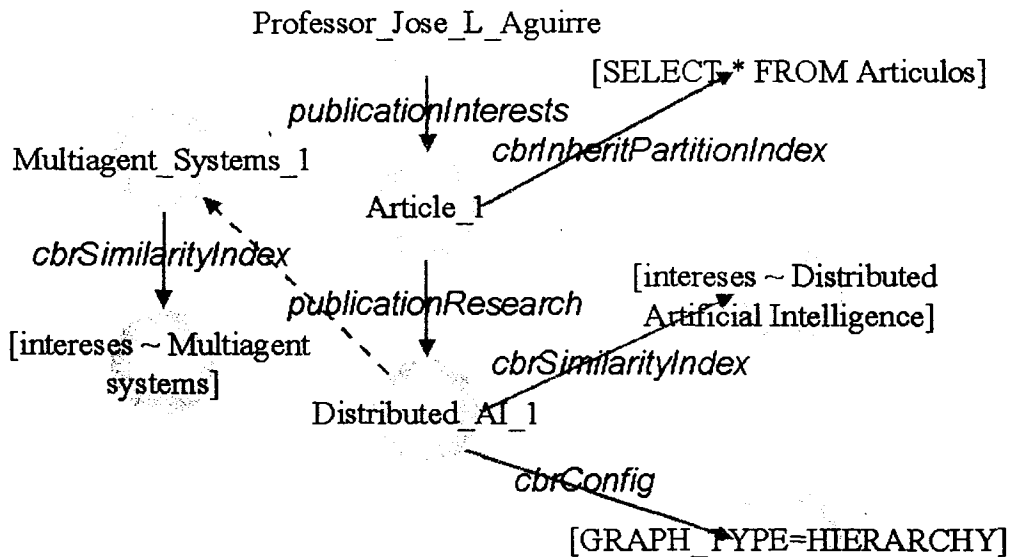 Professor_Jose_L_Aguirre
[SELECT * FROM Articulos]
publicationInterests
cbrInheritPartitionIndex
Multiagent_Systems_1
Article_1
cbrSimilarityIndex
publicationResearch
[intereses ~ Distributed
Artificial Intelligence]
[intereses ~ Multiagent
systems]
cbrSimilarityIndex
Distributed_AI_1
cbrConfig
[GRAPH_TYPE=HIERARCHY]